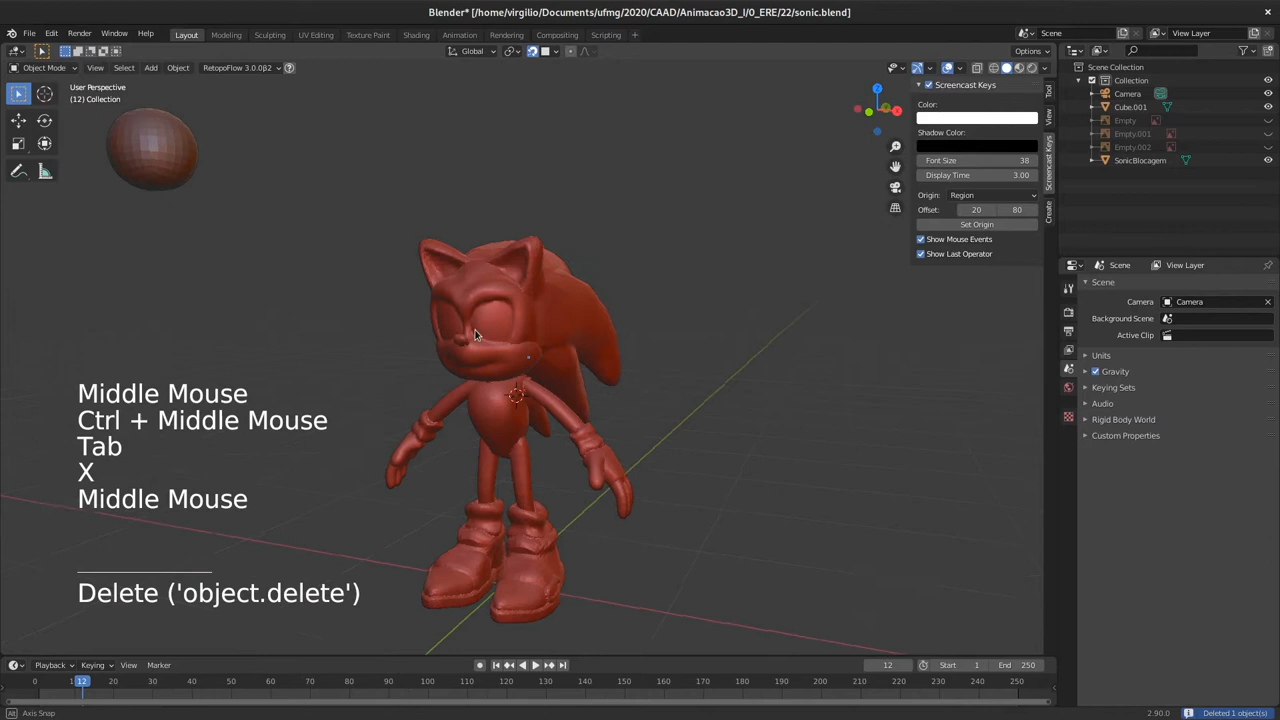 Blender* [/home/virgilio/Documents/ufmg/2020/CAAD/Animacao3D_I/0_ERE/22/sonic.blend]
File Edit Render Window Help
Layout Modeling Sculpting UV Editing Texture Paint Shading Animation Rendering Compositing Scripting +
Scene
View Layer
Global
Options
Object Mode View Select Add Object RetopoFlow 3.0.0β2
User Perspective
(12) Collection
Z
Screencast Keys
Color:
Shadow Color:
Font Size 38
Display Time 3.00
Origin: Region
Offset: 20 80
Set Origin
Show Mouse Events
Show Last Operator
Tool
View
Screencast Keys
Create
Scene Collection
Collection
Camera
Cube.001
Empty
Empty.001
Empty.002
SonicBlocagem
Scene View Layer
Scene
Camera Camera
Background Scene
Active Clip
Units
Gravity
Keying Sets
Audio
Rigid Body World
Custom Properties
Middle Mouse
Ctrl + Middle Mouse
Tab
X
Middle Mouse
Delete ('object.delete')
Playback Keying View Marker
12
Start 1 End 250
0 12 20 30 40 50 60 70 80 90 100 110 120 130 140 150 160 170 180 190 200 210 220 230 240 250
Axis Snap
2.90.0
Deleted 1 object(s)